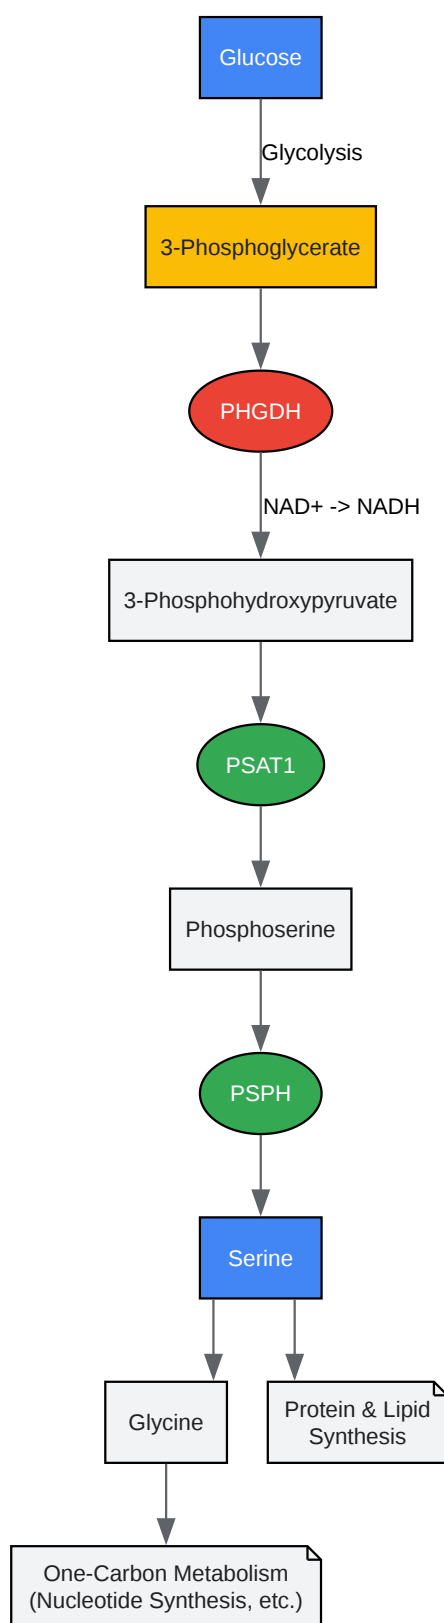 Glucose
Glycolysis
3-Phosphoglycerate
PHGDH
NAD+ -> NADH
3-Phosphohydroxypyruvate
PSAT1
Phosphoserine
PSPH
Serine
Glycine
Protein & Lipid
Synthesis
One-Carbon Metabolism
(Nucleotide Synthesis, etc.)